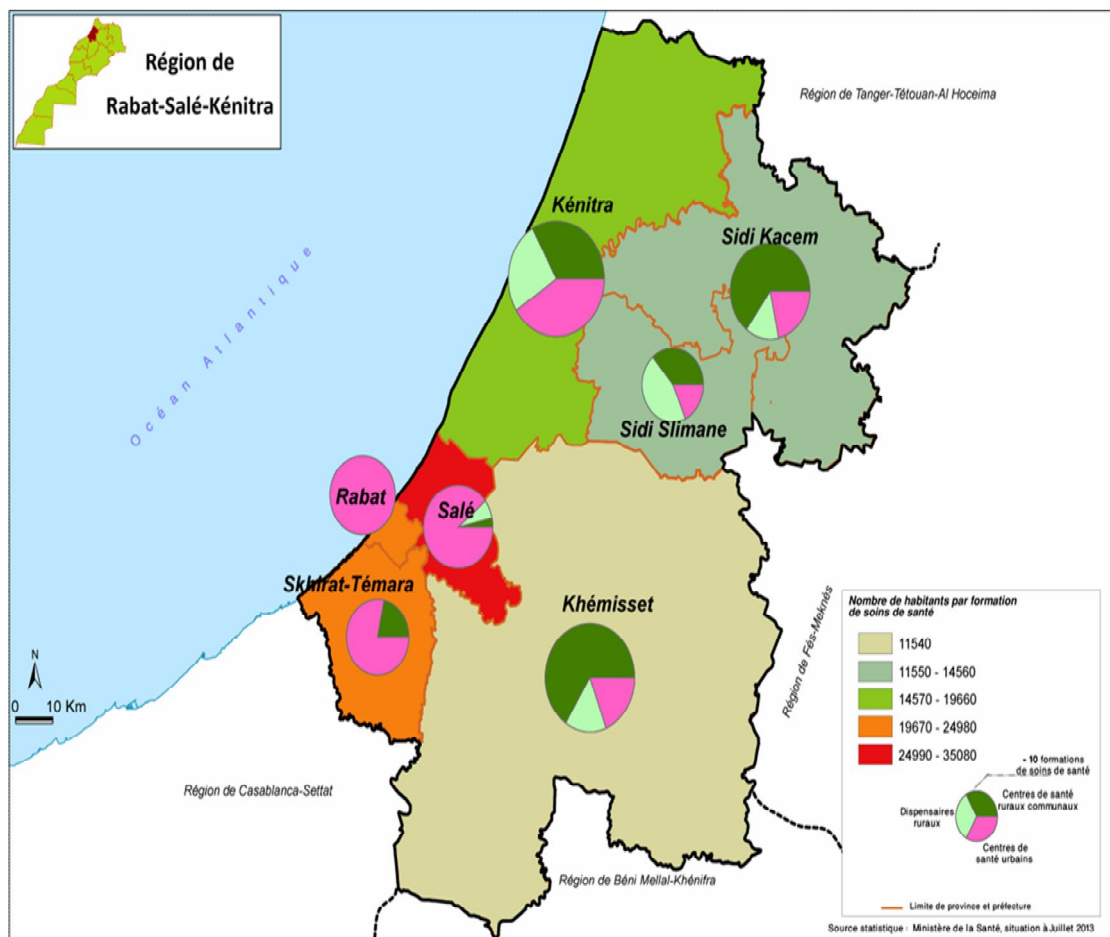 Région de
Rabat-Salé-Kénitra
Région de Tanger-Tétouan-Al Hoceima
Océan Atlantique
Kénitra
Sidi Kacem
Sidi Slimane
Rabat
Salé
Skhirat-Témara
Khémisset
Région de Fés-Meknés
N
0 10 Km
Région de Casablanca-Settat
Région de Béni Mellal-Khénifra
Nombre de habitants par formation
de soins de santé
11540
11550 - 14560
14570 - 19660
19670 - 24980
24990 - 35080
- 10 formations
de soins de santé
Centres de santé
ruraux communaux
Dispensaires
ruraux
Centres de
santé urbains
Limite de province et préfecture
Source statistique : Ministère de la Santé, situation à Juillet 2013